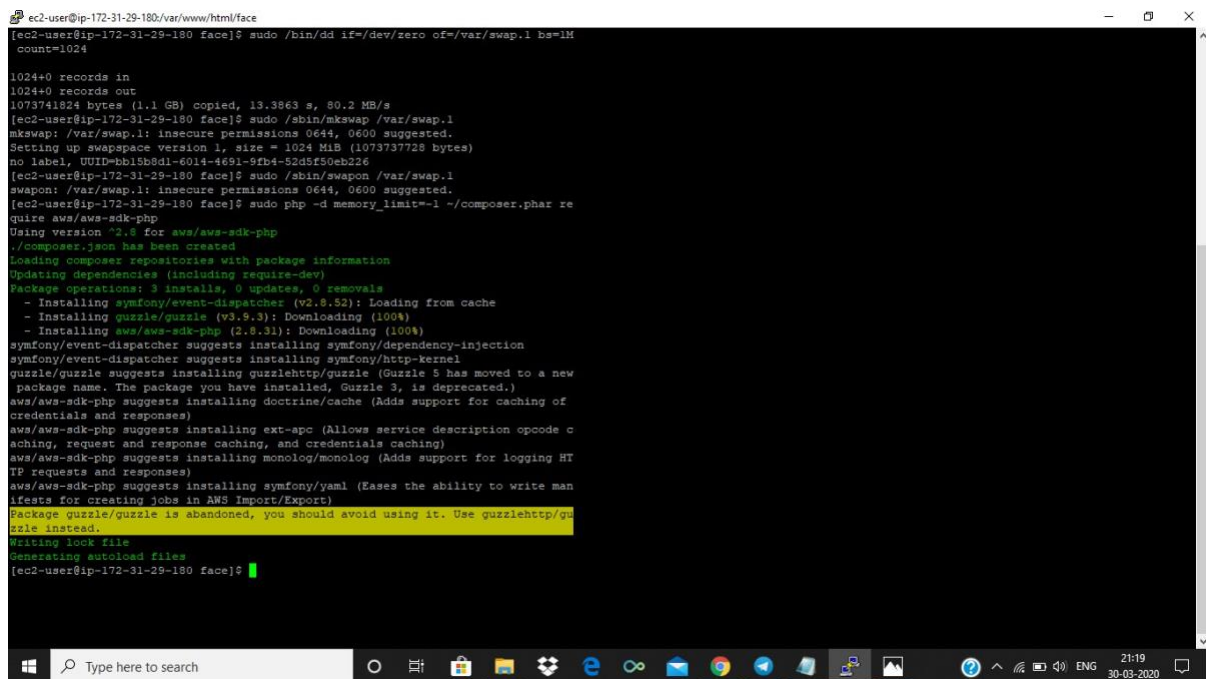 ec2-user@ip-172-31-29-180:/var/www/html/face
[ec2-user@ip-172-31-29-180 face]$ sudo /bin/dd if=/dev/zero of=/var/swap.1 bs=1M
 count=1024
1024+0 records in
1024+0 records out
1073741824 bytes (1.1 GB) copied, 13.3863 s, 80.2 MB/s
[ec2-user@ip-172-31-29-180 face]$ sudo /sbin/mkswap /var/swap.1
mkswap: /var/swap.1: insecure permissions 0644, 0600 suggested.
Setting up swapspace version 1, size = 1024 MiB (1073737728 bytes)
no label, UUID=bb15b8d1-6014-4691-9fb4-52d5f50eb226
[ec2-user@ip-172-31-29-180 face]$ sudo /sbin/swapon /var/swap.1
swapon: /var/swap.1: insecure permissions 0644, 0600 suggested.
[ec2-user@ip-172-31-29-180 face]$ sudo php -d memory_limit=-1 ~/composer.phar re
quire aws/aws-sdk-php
Using version ^2.8 for aws/aws-sdk-php
./composer.json has been created
Loading composer repositories with package information
Updating dependencies (including require-dev)
Package operations: 3 installs, 0 updates, 0 removals
  - Installing symfony/event-dispatcher (v2.8.52): Loading from cache
  - Installing guzzle/guzzle (v3.9.3): Downloading (100%)
  - Installing aws/aws-sdk-php (2.8.31): Downloading (100%)
symfony/event-dispatcher suggests installing symfony/dependency-injection
symfony/event-dispatcher suggests installing symfony/http-kernel
guzzle/guzzle suggests installing guzzlehttp/guzzle (Guzzle 5 has moved to a new
 package name. The package you have installed, Guzzle 3, is deprecated.)
aws/aws-sdk-php suggests installing doctrine/cache (Adds support for caching of
credentials and responses)
aws/aws-sdk-php suggests installing ext-apc (Allows service description opcode c
aching, request and response caching, and credentials caching)
aws/aws-sdk-php suggests installing monolog/monolog (Adds support for logging HT
TP requests and responses)
aws/aws-sdk-php suggests installing symfony/yaml (Eases the ability to write man
ifests for creating jobs in AWS Import/Export)
Package guzzle/guzzle is abandoned, you should avoid using it. Use guzzlehttp/gu
zzle instead.
Writing lock file
Generating autoload files
[ec2-user@ip-172-31-29-180 face]$
Type here to search
ENG
21:19
30-03-2020